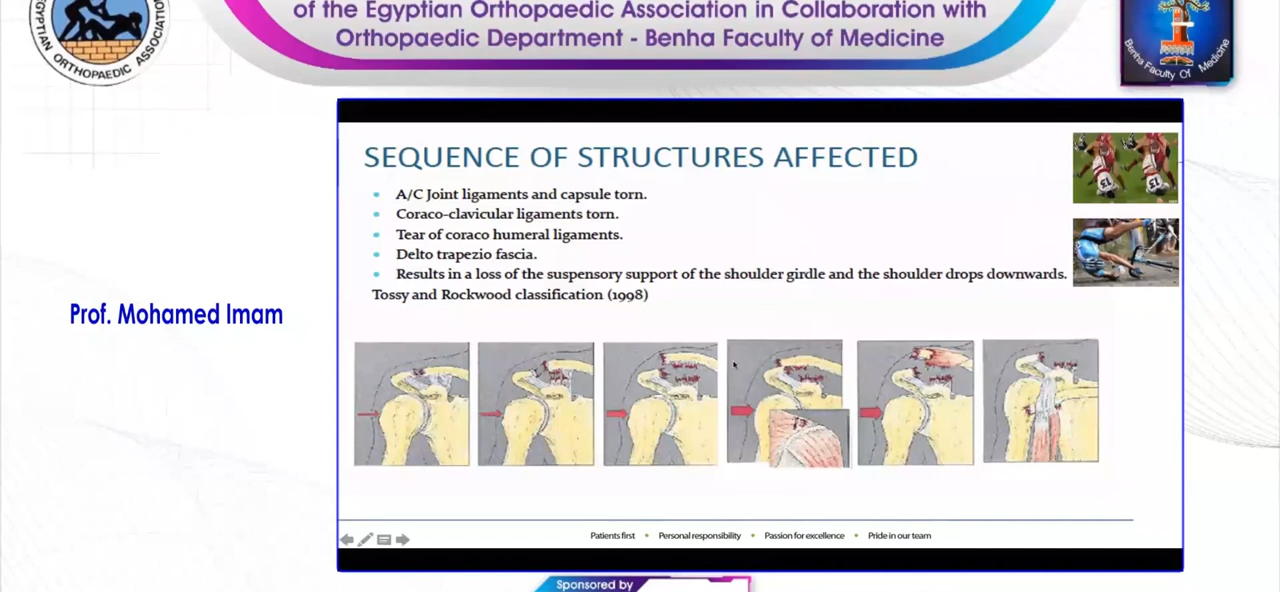 of the Egyptian Orthopaedic Association in Collaboration with
Orthopaedic Department - Benha Faculty of Medicine
EGYPTIAN ORTHOPAEDIC ASSOCIATION
Benha Faculty Of Medicine
SEQUENCE OF STRUCTURES AFFECTED
• A/C Joint ligaments and capsule torn.
• Coraco-clavicular ligaments torn.
• Tear of coraco humeral ligaments.
• Delto trapezio fascia.
• Results in a loss of the suspensory support of the shoulder girdle and the shoulder drops downwards.
Tossy and Rockwood classification (1998)
Prof. Mohamed Imam
Patients first • Personal responsibility • Passion for excellence • Pride in our team
Sponsored by